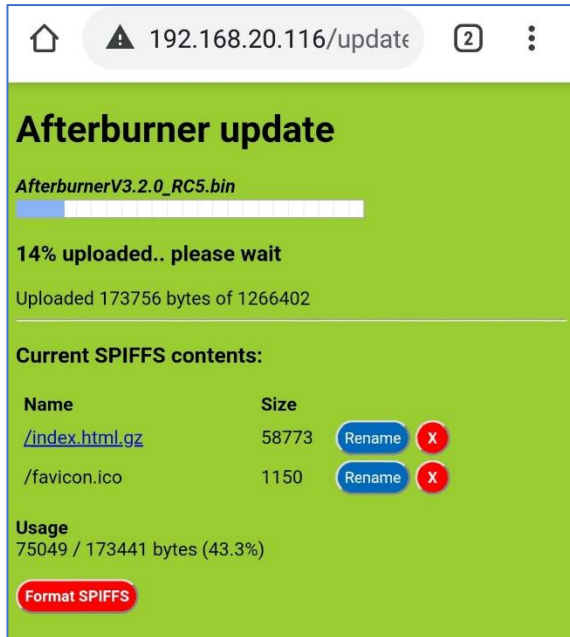 192.168.20.116/update
2
Afterburner update
AfterburnerV3.2.0_RC5.bin
14% uploaded.. please wait
Uploaded 173756 bytes of 1266402
Current SPIFFS contents:
Name Size
/index.html.gz 58773 Rename X
/favicon.ico 1150 Rename X
Usage
75049 / 173441 bytes (43.3%)
Format SPIFFS